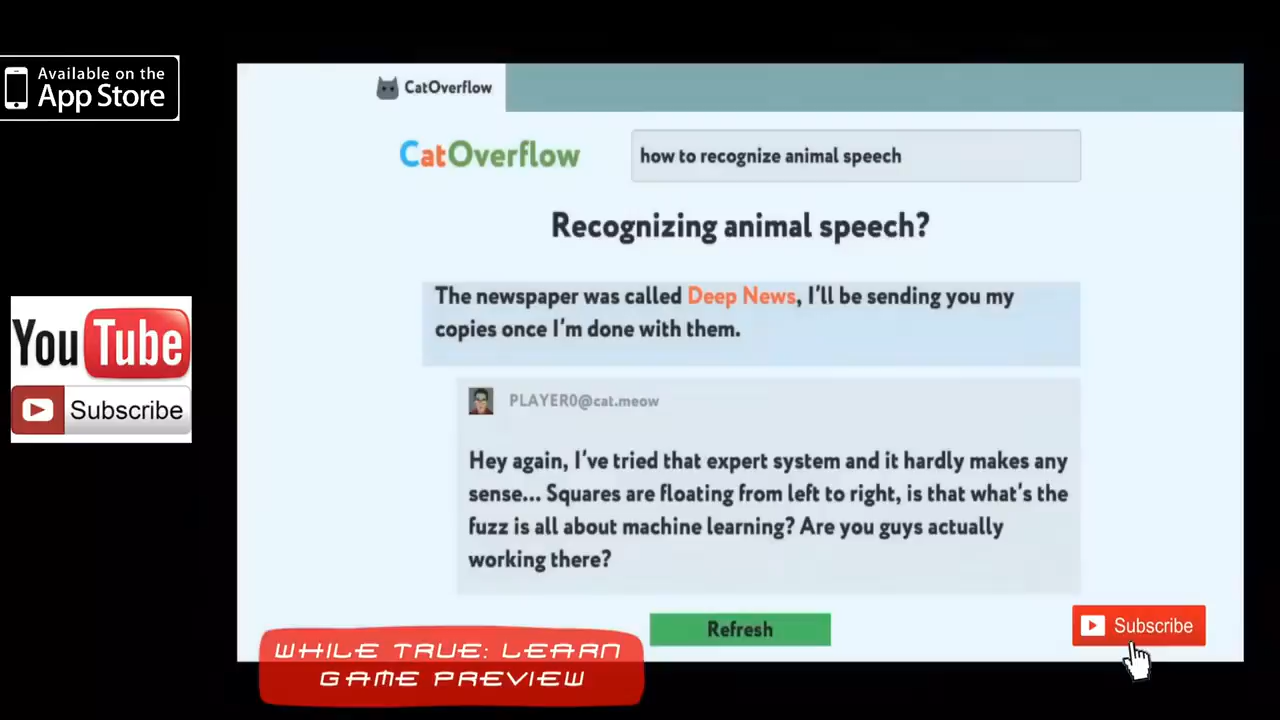 Available on the
App Store
CatOverflow
CatOverflow
how to recognize animal speech
Recognizing animal speech?
The newspaper was called Deep News, I'll be sending you my
copies once I'm done with them.
PLAYER0@cat.meow
Hey again, I've tried that expert system and it hardly makes any
sense... Squares are floating from left to right, is that what's the
fuzz is all about machine learning? Are you guys actually
working there?
You Tube
Subscribe
Refresh
Subscribe
WHILE TRUE: LEARN
GAME PREVIEW